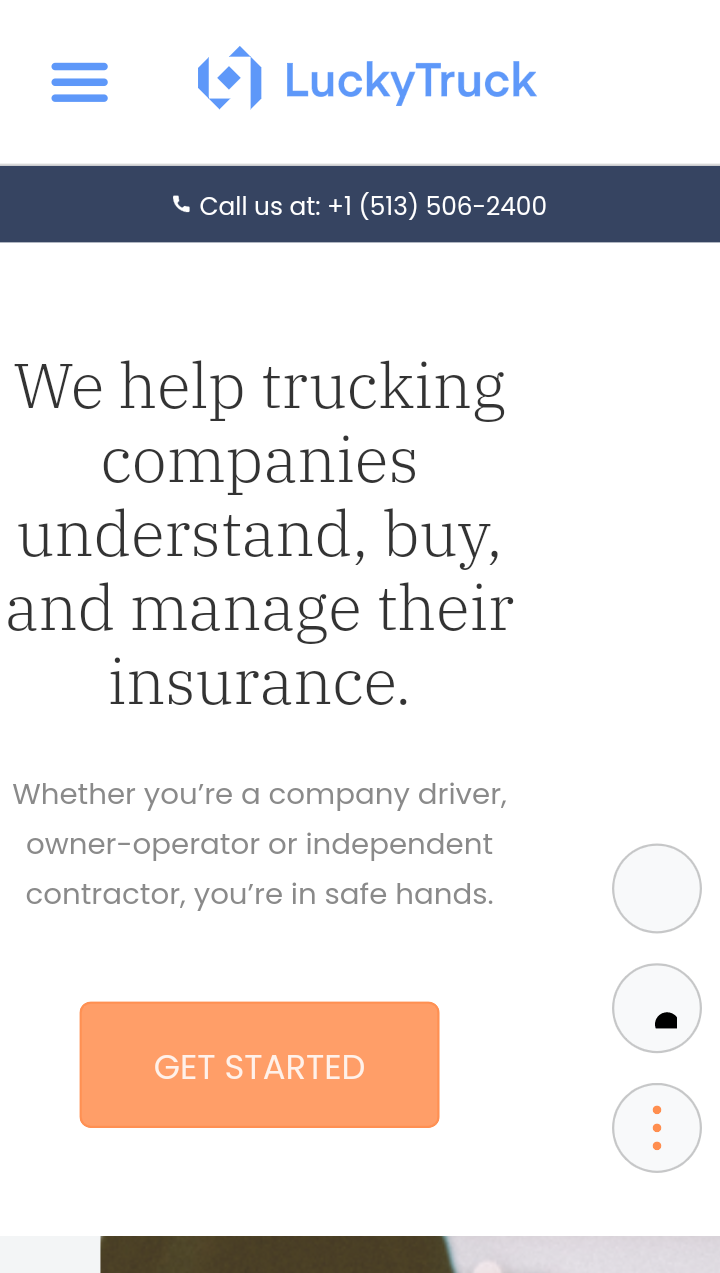 LuckyTruck
Call us at: +1 (513) 506-2400
We help trucking
companies
understand, buy,
and manage their
insurance.
Whether you’re a company driver,
owner-operator or independent
contractor, you’re in safe hands.
GET STARTED